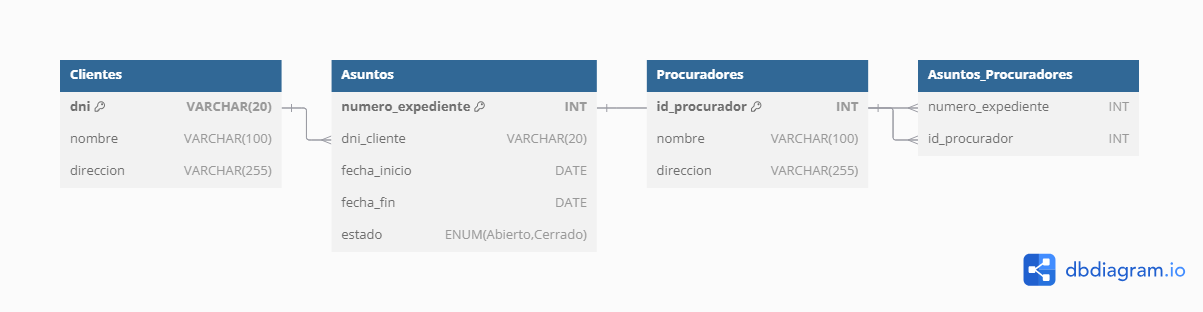 Clientes
dni VARCHAR(20)
nombre VARCHAR(100)
direccion VARCHAR(255)
Asuntos
numero_expediente INT
dni_cliente VARCHAR(20)
fecha_inicio DATE
fecha_fin DATE
estado ENUM(Abierto,Cerrado)
Procuradores
id_procurador INT
nombre VARCHAR(100)
direccion VARCHAR(255)
Asuntos_Procuradores
numero_expediente INT
id_procurador INT
dbdiagram.io